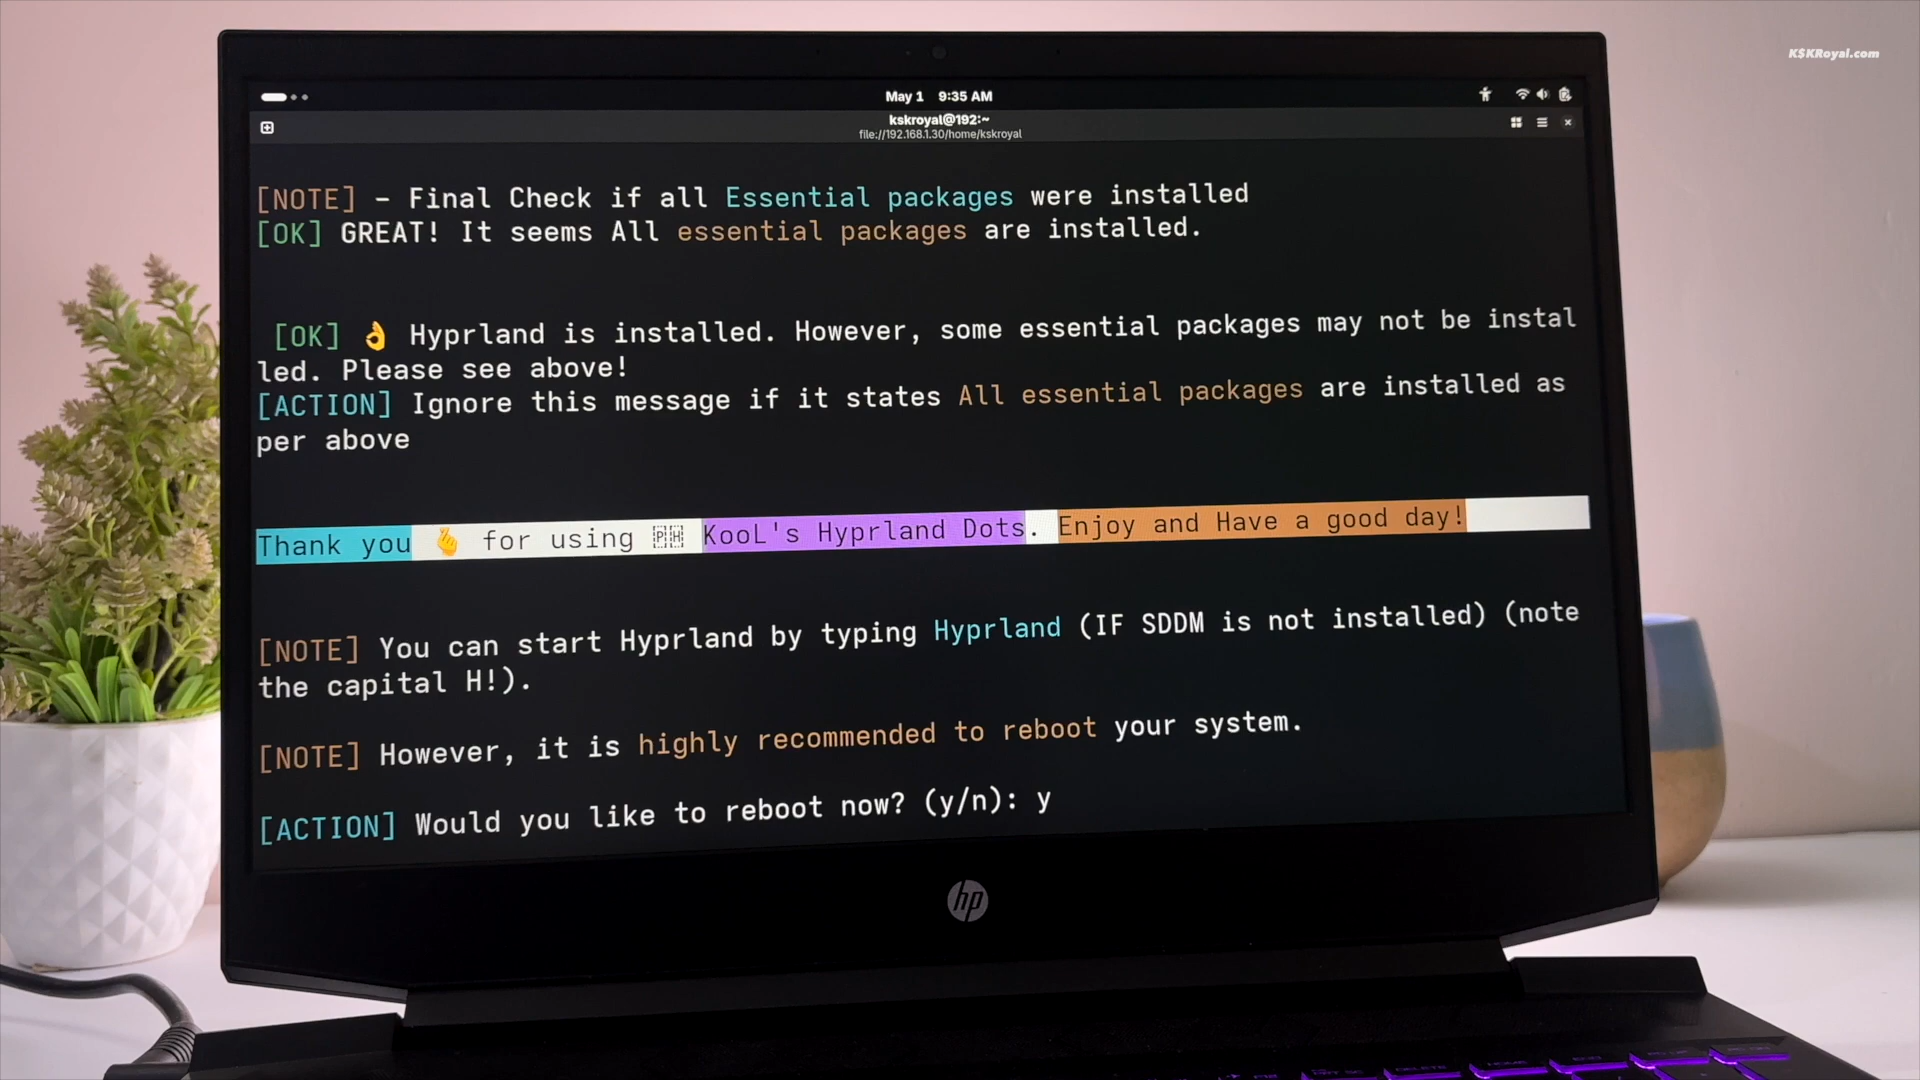 K$KRoyal.com
May 1 9:35 AM
kskroyal@192:~
file://192.168.1.30/home/kskroyal
[NOTE] - Final Check if all Essential packages were installed
[OK] GREAT! It seems All essential packages are installed.
[OK] 👌 Hyprland is installed. However, some essential packages may not be instal
led. Please see above!
[ACTION] Ignore this message if it states All essential packages are installed as
per above
Thank you 🫰 for using 🇵🇭 KooL's Hyprland Dots. Enjoy and Have a good day!
[NOTE] You can start Hyprland by typing Hyprland (IF SDDM is not installed) (note
the capital H!).
[NOTE] However, it is highly recommended to reboot your system.
[ACTION] Would you like to reboot now? (y/n): y
hp
DELETE
HOME